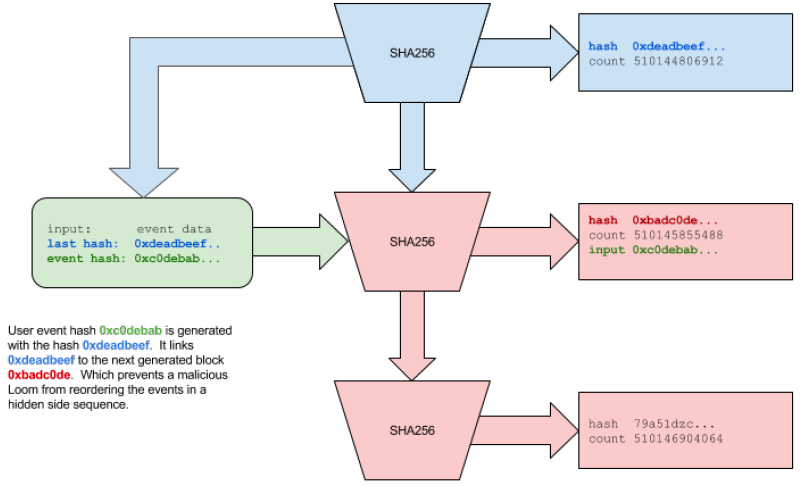 SHA256
hash 0xdeadbeef...
count 510144806912
input: event data
last hash: 0xdeadbeef..
event hash: 0xc0debab...
SHA256
hash 0xbadc0de...
count 510145855488
input 0xc0debab...
User event hash 0xc0debab is generated
with the hash 0xdeadbeef. It links
0xdeadbeef to the next generated block
0xbadc0de. Which prevents a malicious
Loom from reordering the events in a
hidden side sequence.
SHA256
hash 79a51dzc...
count 510146904064